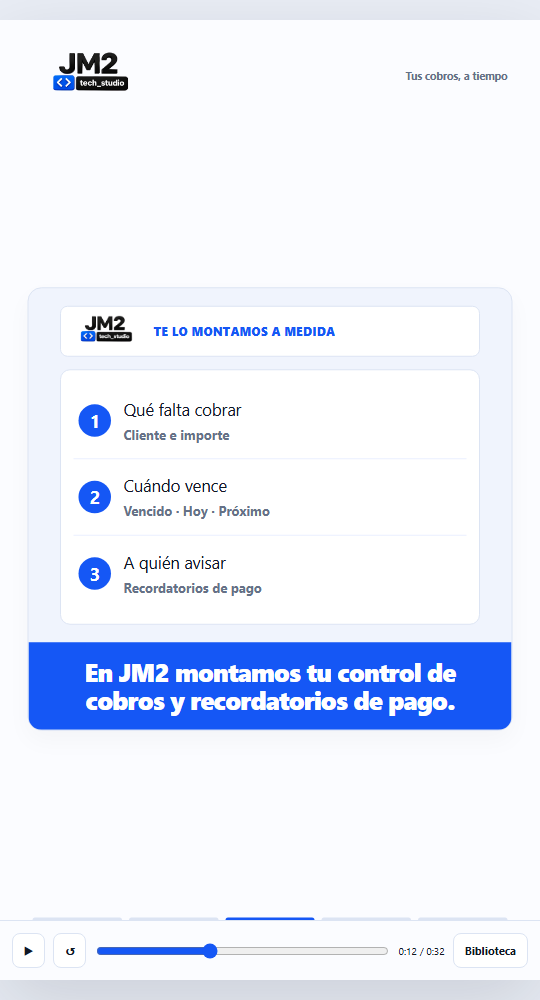 JM2
<> tech_studio
Tus cobros, a tiempo
JM2
<> tech_studio
TE LO MONTAMOS A MEDIDA
1
Qué falta cobrar
Cliente e importe
2
Cuándo vence
Vencido · Hoy · Próximo
3
A quién avisar
Recordatorios de pago
En JM2 montamos tu control de
cobros y recordatorios de pago.
0:12 / 0:32
Biblioteca